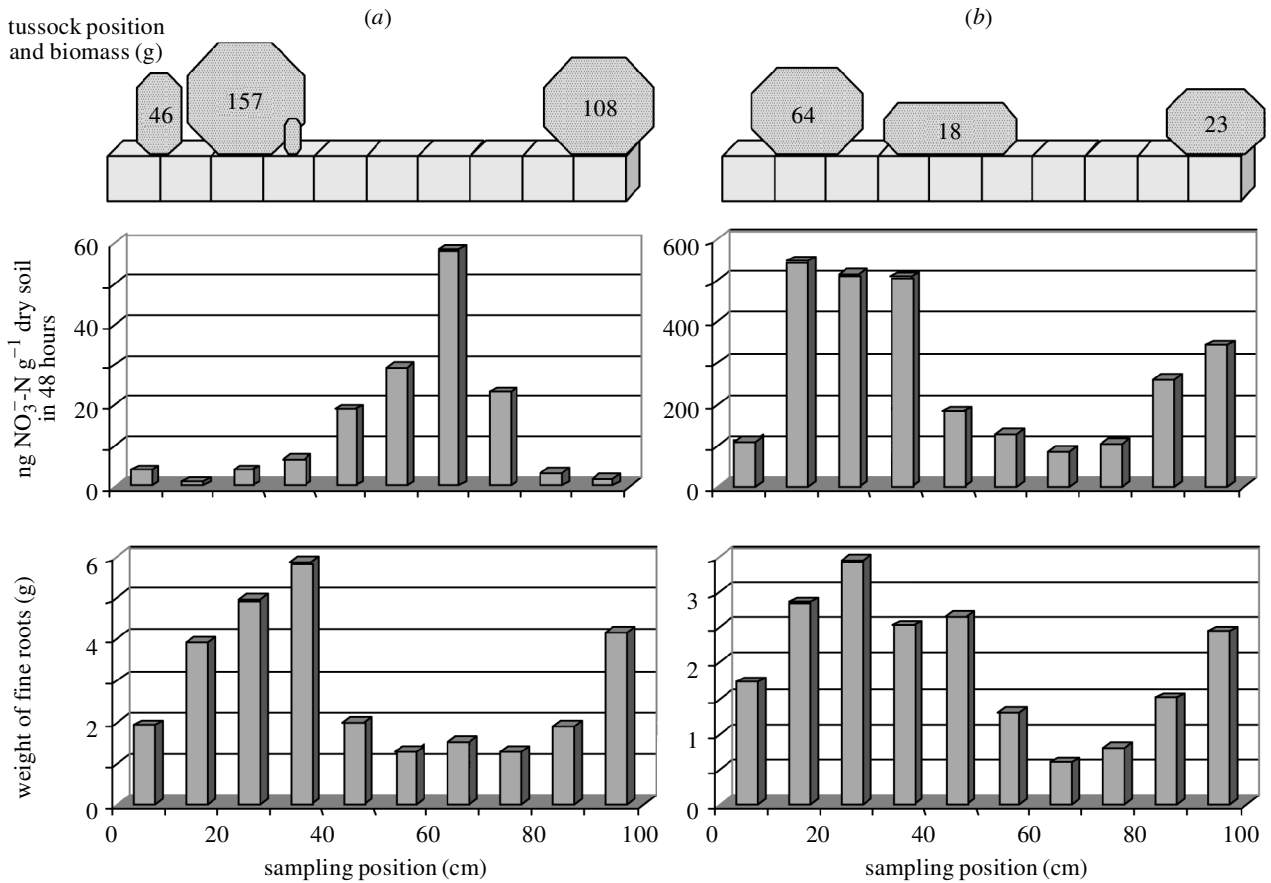 (a)
(b)
tussock position
and biomass (g)
46
157
108
64
18
23
ng NO₃⁻-N g⁻¹ dry soil
in 48 hours
60
40
20
0
600
400
200
0
weight of fine roots (g)
6
4
2
0
3
2
1
0
0 20 40 60 80 100
0 20 40 60 80 100
sampling position (cm)
sampling position (cm)